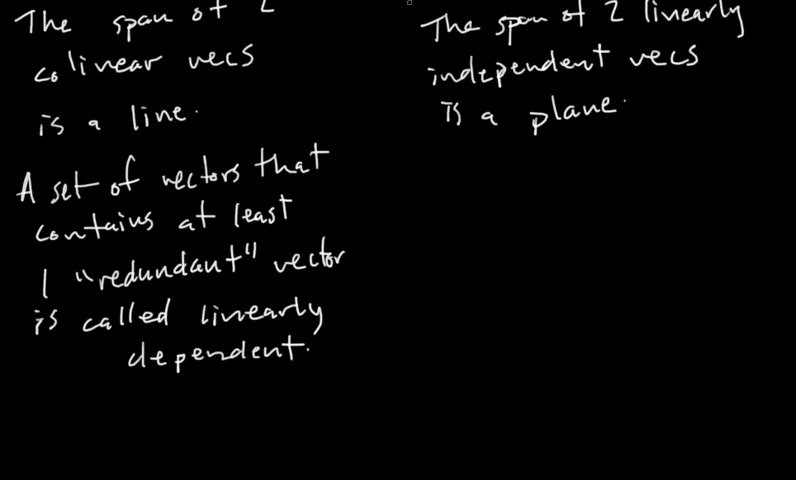 The span of 2
colinear vecs
is a line.
A set of vectors that
contains at least
1 "redundant" vector
is called linearly
dependent.
The span of 2 linearly
independent vecs
is a plane.